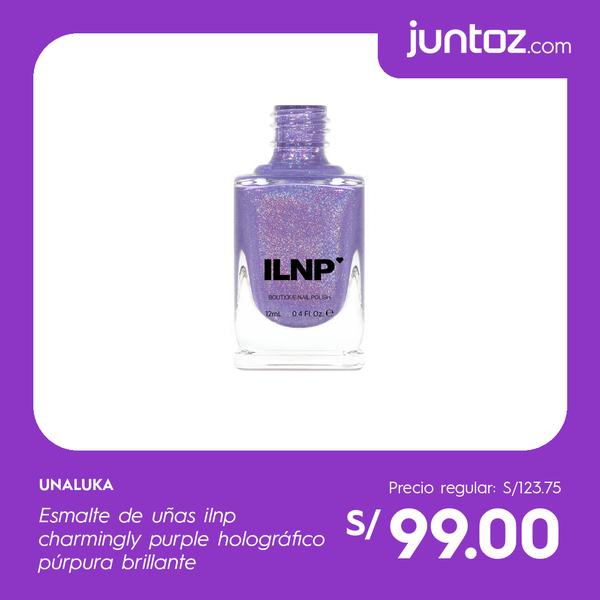 juntoz.com
ILNP
BOUTIQUE NAIL POLISH
12mL 0.4 Fl. Oz. ℮
UNALUKA
Esmalte de uñas ilnp
charmingly purple holográfico
púrpura brillante
Precio regular: S/123.75
S/ 99.00